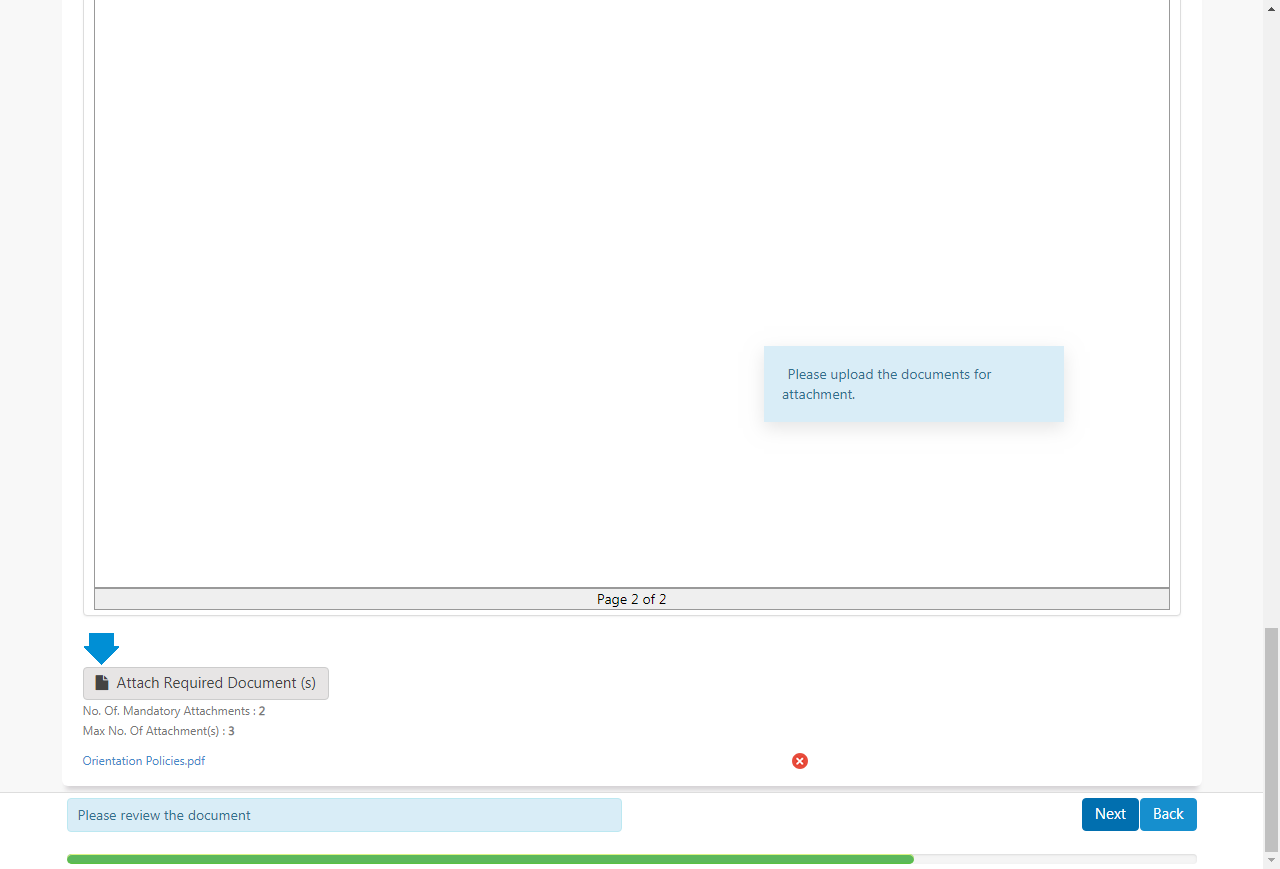 Please upload the documents for
attachment.
Page 2 of 2
Attach Required Document (s)
No. Of. Mandatory Attachments : 2
Max No. Of Attachment(s) : 3
Orientation Policies.pdf
Please review the document
Next
Back